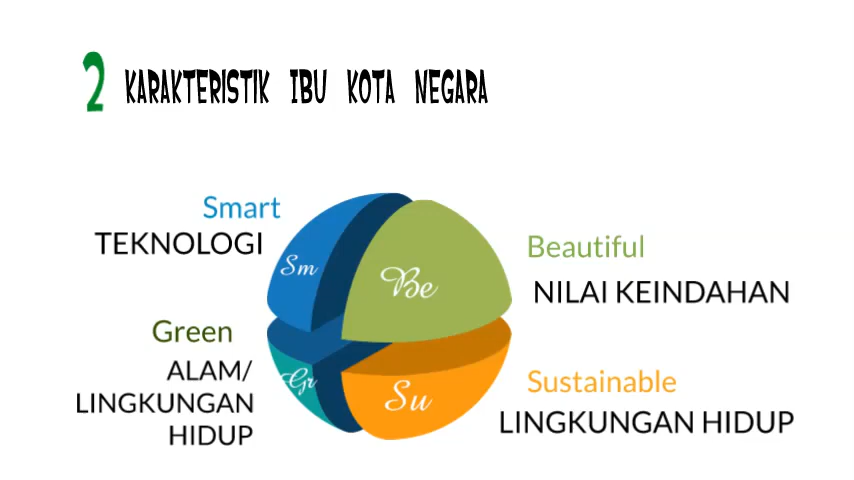 2 KARAKTERISTIK IBU KOTA NEGARA
Smart
TEKNOLOGI
Sm
Be
Beautiful
NILAI KEINDAHAN
Green
ALAM/
LINGKUNGAN
HIDUP
Gr
Su
Sustainable
LINGKUNGAN HIDUP